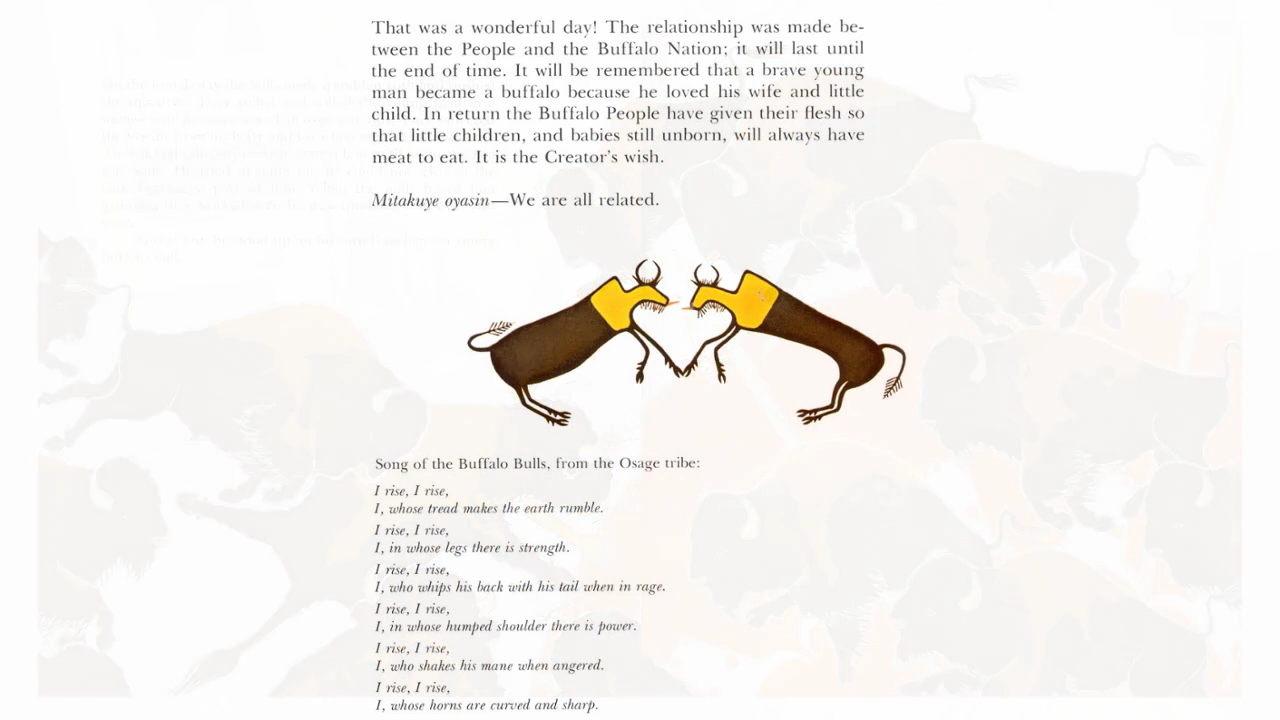 That was a wonderful day! The relationship was made be-
tween the People and the Buffalo Nation; it will last until
the end of time. It will be remembered that a brave young
man became a buffalo because he loved his wife and little
child. In return the Buffalo People have given their flesh so
that little children, and babies still unborn, will always have
meat to eat. It is the Creator's wish.
Mitakuye oyasin—We are all related.
Song of the Buffalo Bulls, from the Osage tribe:
I rise, I rise,
I, whose tread makes the earth rumble.
I rise, I rise,
I, in whose legs there is strength.
I rise, I rise,
I, who whips his back with his tail when in rage.
I rise, I rise,
I, in whose humped shoulder there is power.
I rise, I rise,
I, who shakes his mane when angered.
I rise, I rise,
I, whose horns are curved and sharp.